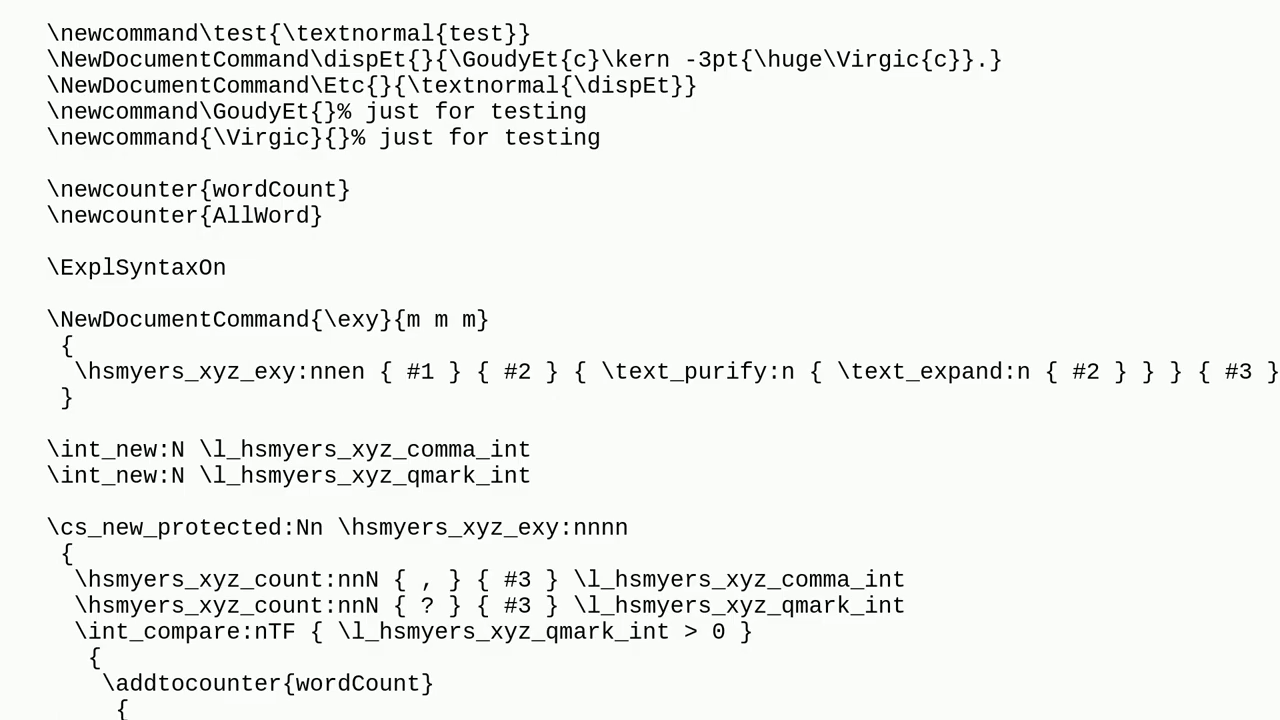 \newcommand\test{\textnormal{test}}
\NewDocumentCommand\dispEt{}{\GoudyEt{c}\kern -3pt{\huge\Virgic{c}}.}
\NewDocumentCommand\Etc{}{\textnormal{\dispEt}}
\newcommand\GoudyEt{}% just for testing
\newcommand{\Virgic}{}% just for testing

\newcounter{wordCount}
\newcounter{AllWord}

\ExplSyntaxOn

\NewDocumentCommand{\exy}{m m m}
 {
  \hsmyers_xyz_exy:nnen { #1 } { #2 } { \text_purify:n { \text_expand:n { #2 } } } { #3 }
 }

\int_new:N \l_hsmyers_xyz_comma_int
\int_new:N \l_hsmyers_xyz_qmark_int

\cs_new_protected:Nn \hsmyers_xyz_exy:nnnn
 {
  \hsmyers_xyz_count:nnN { , } { #3 } \l_hsmyers_xyz_comma_int
  \hsmyers_xyz_count:nnN { ? } { #3 } \l_hsmyers_xyz_qmark_int
  \int_compare:nTF { \l_hsmyers_xyz_qmark_int > 0 }
   {
    \addtocounter{wordCount}
     {